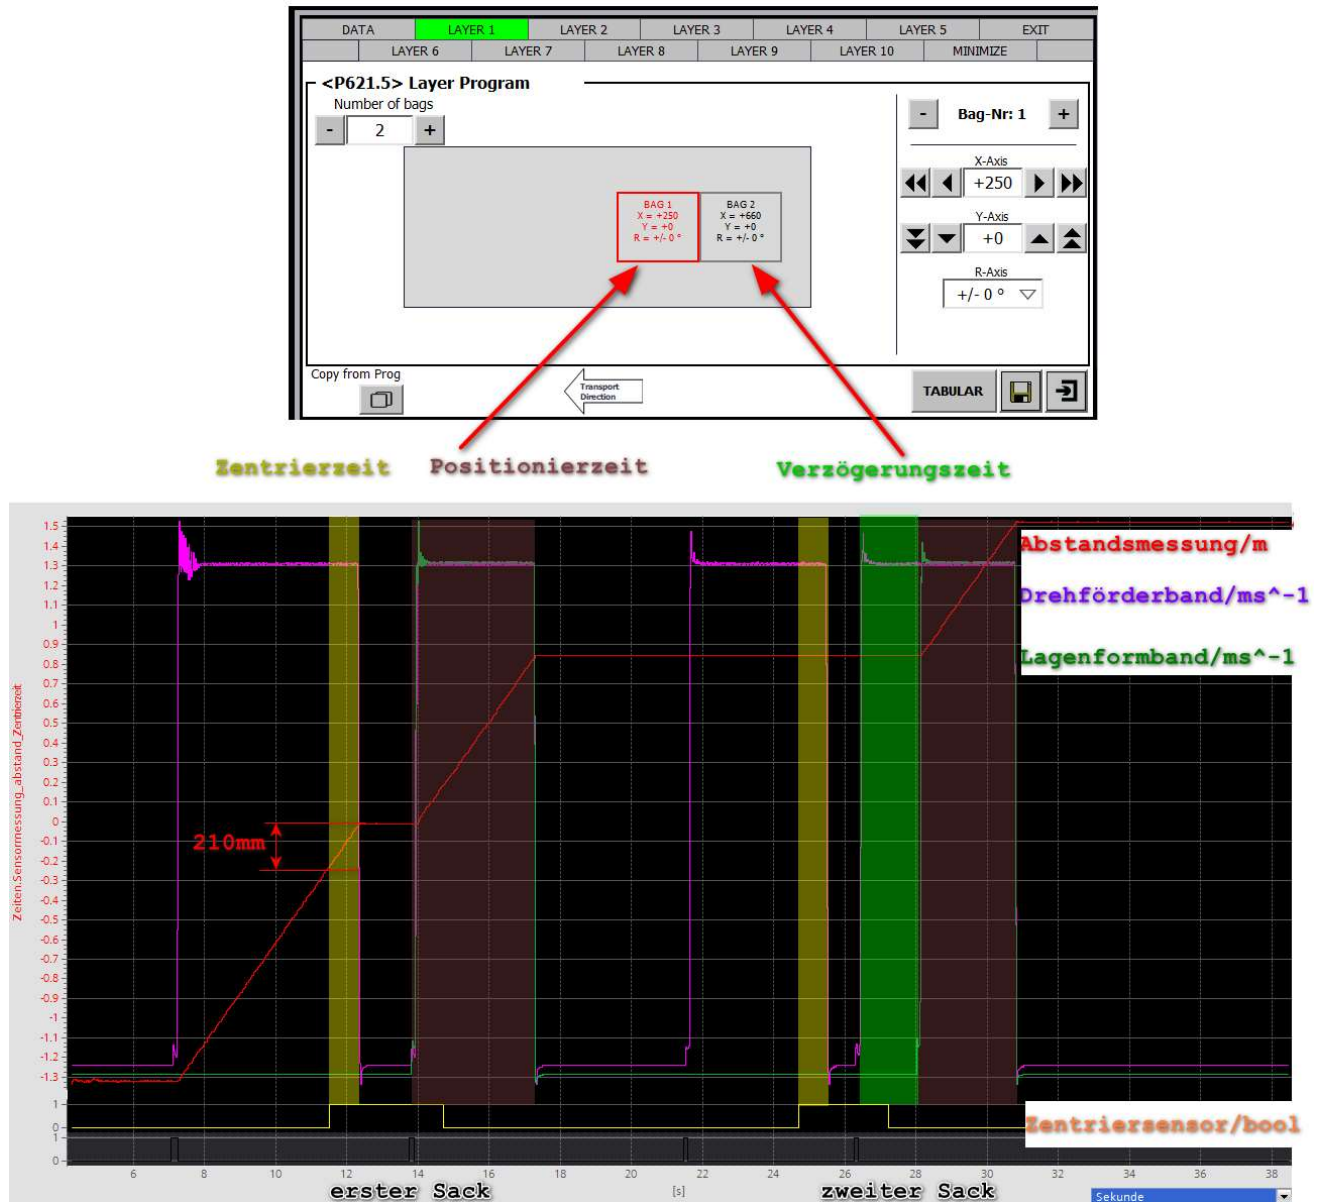 DATA LAYER 1 LAYER 2 LAYER 3 LAYER 4 LAYER 5 EXIT
LAYER 6 LAYER 7 LAYER 8 LAYER 9 LAYER 10 MINIMIZE
<P621.5> Layer Program
Number of bags
- 2 +
- Bag-Nr: 1 +
X-Axis
+250
Y-Axis
+0
R-Axis
+/- 0 °
BAG 1
X = +250
Y = +0
R = +/- 0 °
BAG 2
X = +660
Y = +0
R = +/- 0 °
Copy from Prog
Transport
Direction
TABULAR
Zentrierzeit Positionierzeit Verzögerungszeit
Zeiten.Sensormessung_abstand_Zentrierzeit
1.5
1.4
1.3
1.2
1.1
1
0.9
0.8
0.7
0.6
0.5
0.4
0.3
0.2
0.1
0
-0.1
-0.2
-0.3
-0.4
-0.5
-0.6
-0.7
-0.8
-0.9
-1
-1.1
-1.2
-1.3
1
0
1
0
210mm
Abstandsmessung/m
Drehförderband/ms^-1
Lagenformband/ms^-1
Zentriersensor/bool
6 8 10 12 14 16 18 20 22 24 26 28 30 32 34 36 38
erster Sack [s] zweiter Sack
Sekunde